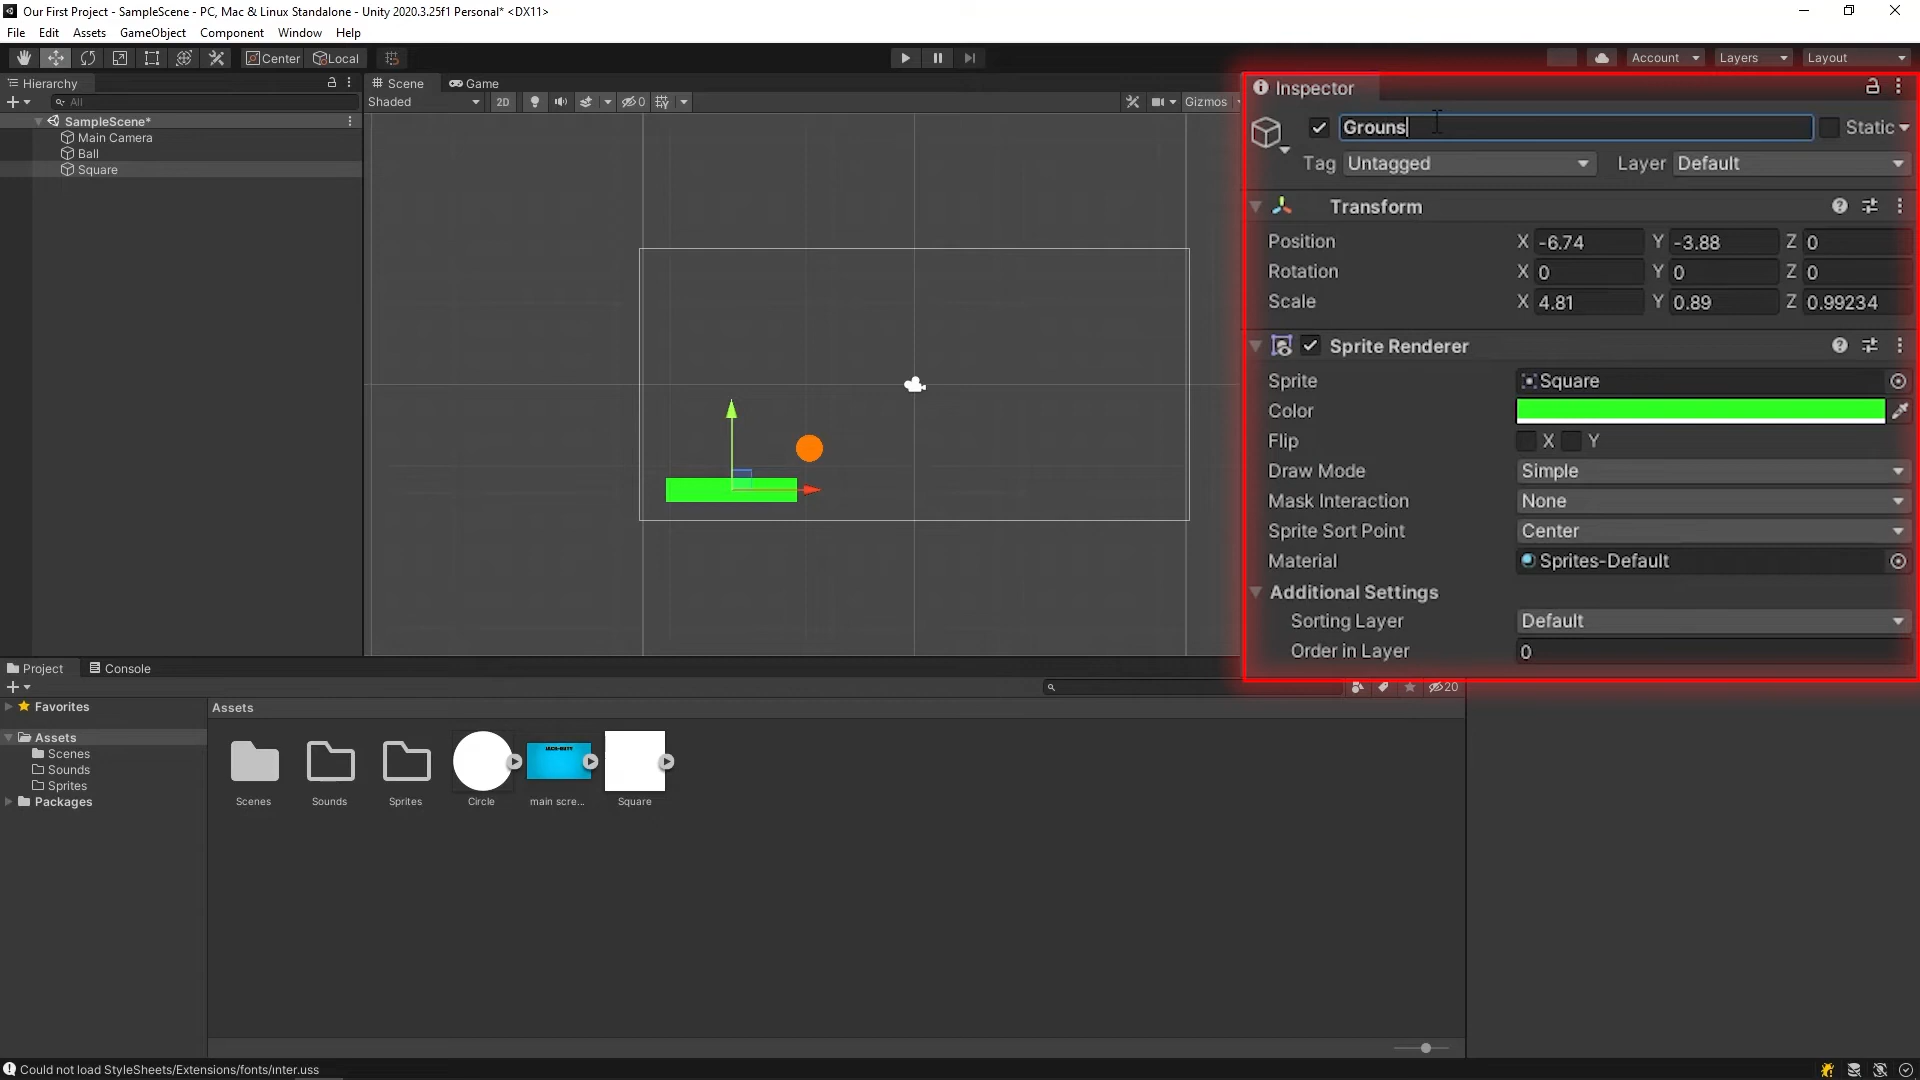 Our First Project - SampleScene - PC, Mac & Linux Standalone - Unity 2020.3.25f1 Personal* <DX11>
File Edit Assets GameObject Component Window Help
Center Local Account Layers Layout
Hierarchy
All
SampleScene*
Main Camera
Ball
Square
Scene Game
Shaded 2D 0 Gizmos
Inspector
Grouns Static
Tag Untagged Layer Default
Transform
Position X -6.74 Y -3.88 Z 0
Rotation X 0 Y 0 Z 0
Scale X 4.81 Y 0.89 Z 0.99234
Sprite Renderer
Sprite Square
Color
Flip X Y
Draw Mode Simple
Mask Interaction None
Sprite Sort Point Center
Material Sprites-Default
Additional Settings
Sorting Layer Default
Order in Layer 0
Project Console
20
Favorites
Assets
Scenes
Sounds
Sprites
Packages
Assets
Scenes Sounds Sprites Circle main scre... Square
Could not load StyleSheets/Extensions/fonts/inter.uss